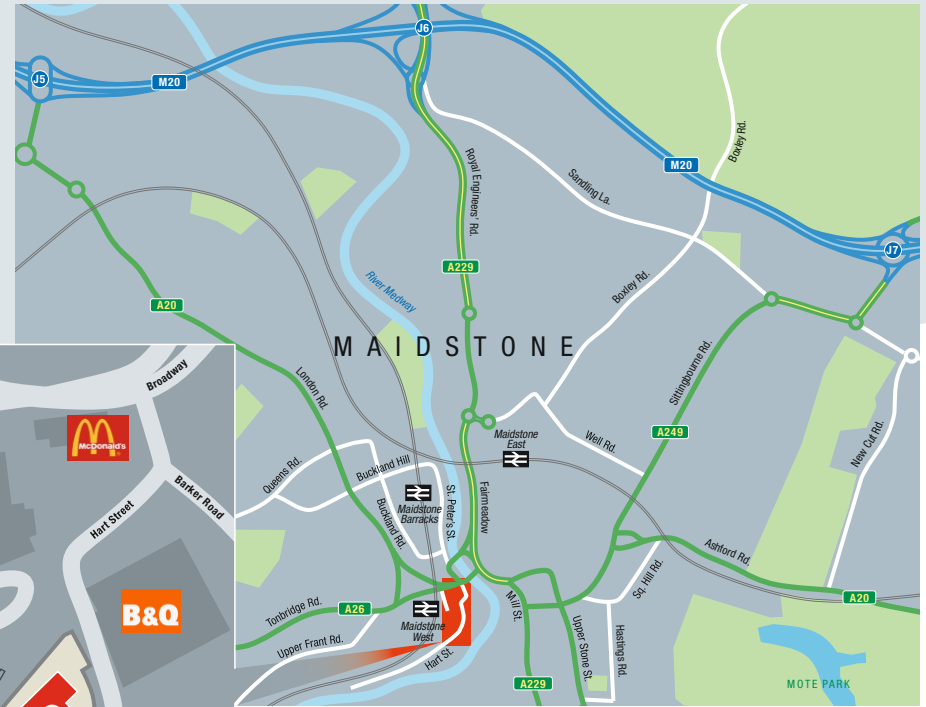 J6
J5
M20
Boxley Rd.
Royal Engineers' Rd.
Sandling La.
M20
J7
A229
River Medway
Boxley Rd.
A20
MAIDSTONE
Broadway
McDonald's
London Rd.
Sittingbourne Rd.
Maidstone
East
Well Rd.
A249
New Cut Rd.
Queens Rd.
Buckland Hill
Barker Road
Hart Street
Maidstone
Barracks
Buckland Rd.
St. Peter's St.
Fairmeadow
Ashford Rd.
Sq. Hill Rd.
B&Q
Tonbridge Rd.
A26
Maidstone
West
Mill St.
A20
Upper Frant Rd.
Hart St.
Upper Stone St.
Hastings Rd.
A229
MOTE PARK